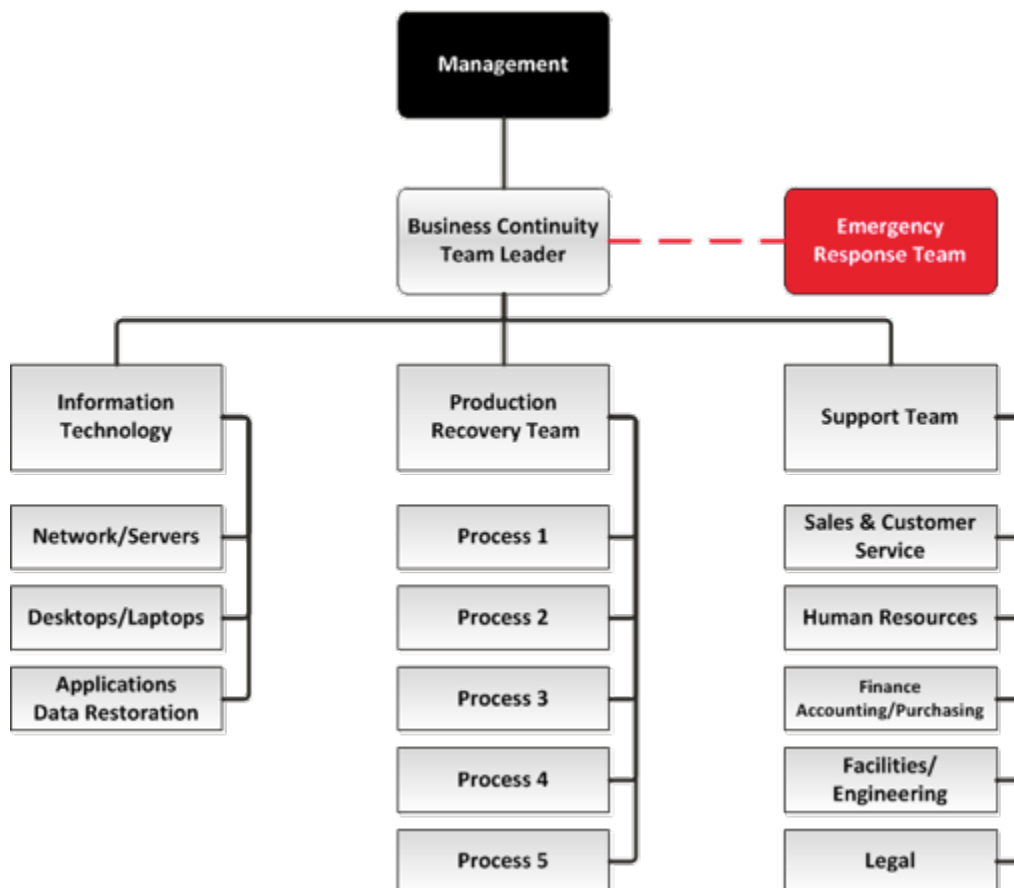 Management
Business Continuity
Team Leader
Emergency
Response Team
Information
Technology
Production
Recovery Team
Support Team
Network/Servers
Process 1
Sales & Customer
Service
Desktops/Laptops
Process 2
Human Resources
Applications
Data Restoration
Process 3
Finance
Accounting/Purchasing
Process 4
Facilities/
Engineering
Process 5
Legal